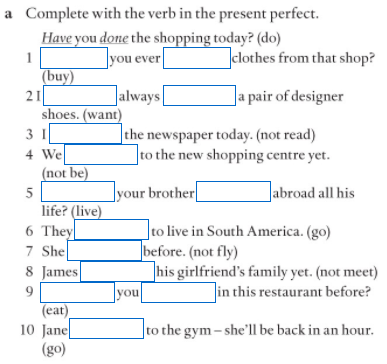 a Complete with the verb in the present perfect.
Have you done the shopping today? (do)
1 you ever clothes from that shop?
(buy)
2 I always a pair of designer
shoes. (want)
3 I the newspaper today. (not read)
4 We to the new shopping centre yet.
(not be)
5 your brother abroad all his
life? (live)
6 They to live in South America. (go)
7 She before. (not fly)
8 James his girlfriend's family yet. (not meet)
9 you in this restaurant before?
(eat)
10 Jane to the gym – she'll be back in an hour.
(go)